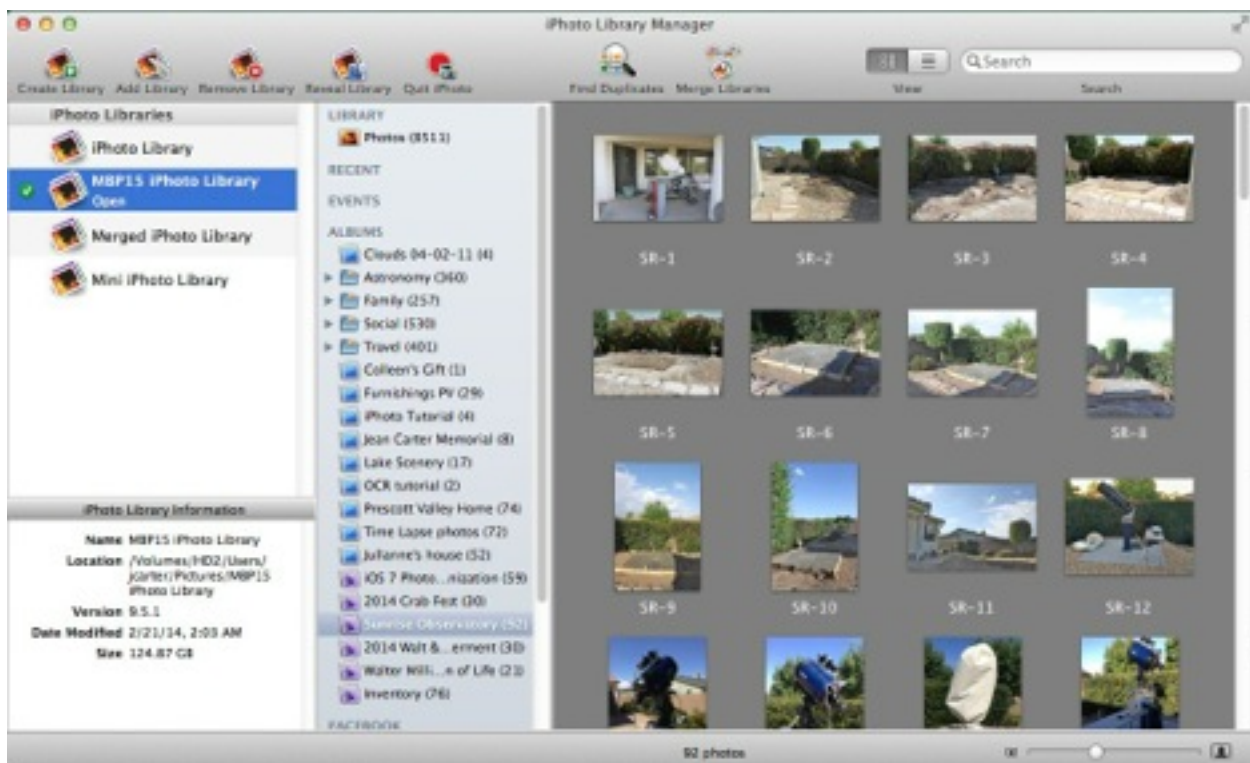 iPhoto Library Manager
Create Library Add Library Remove Library Reveal Library Quit iPhoto Find Duplicates Merge Libraries View Search
Search
iPhoto Libraries
iPhoto Library
MBP15 iPhoto Library
Open
Merged iPhoto Library
Mini iPhoto Library
iPhoto Library Information
Name MBP15 iPhoto Library
Location /Volumes/HD2/Users/
jcarter/Pictures/MBP15
iPhoto Library
Version 9.5.1
Date Modified 2/21/14, 2:03 AM
Size 124.87 GB
LIBRARY
Photos (8511)
RECENT
EVENTS
ALBUMS
Clouds 04-02-11 (4)
Astronomy (360)
Family (257)
Social (530)
Travel (401)
Colleen's Gift (1)
Furnishings PV (29)
iPhoto Tutorial (4)
Jean Carter Memorial (8)
Lake Scenery (17)
OCR tutorial (2)
Prescott Valley Home (74)
Time Lapse photos (72)
Julianne's house (52)
iOS 7 Photo...nization (59)
2014 Crab Fest (30)
Sunrise Observatory (92)
2014 Walt &...erment (30)
Walter Willi...n of Life (21)
Inventory (76)
FACEBOOK
SR-1 SR-2 SR-3 SR-4
SR-5 SR-6 SR-7 SR-8
SR-9 SR-10 SR-11 SR-12
92 photos